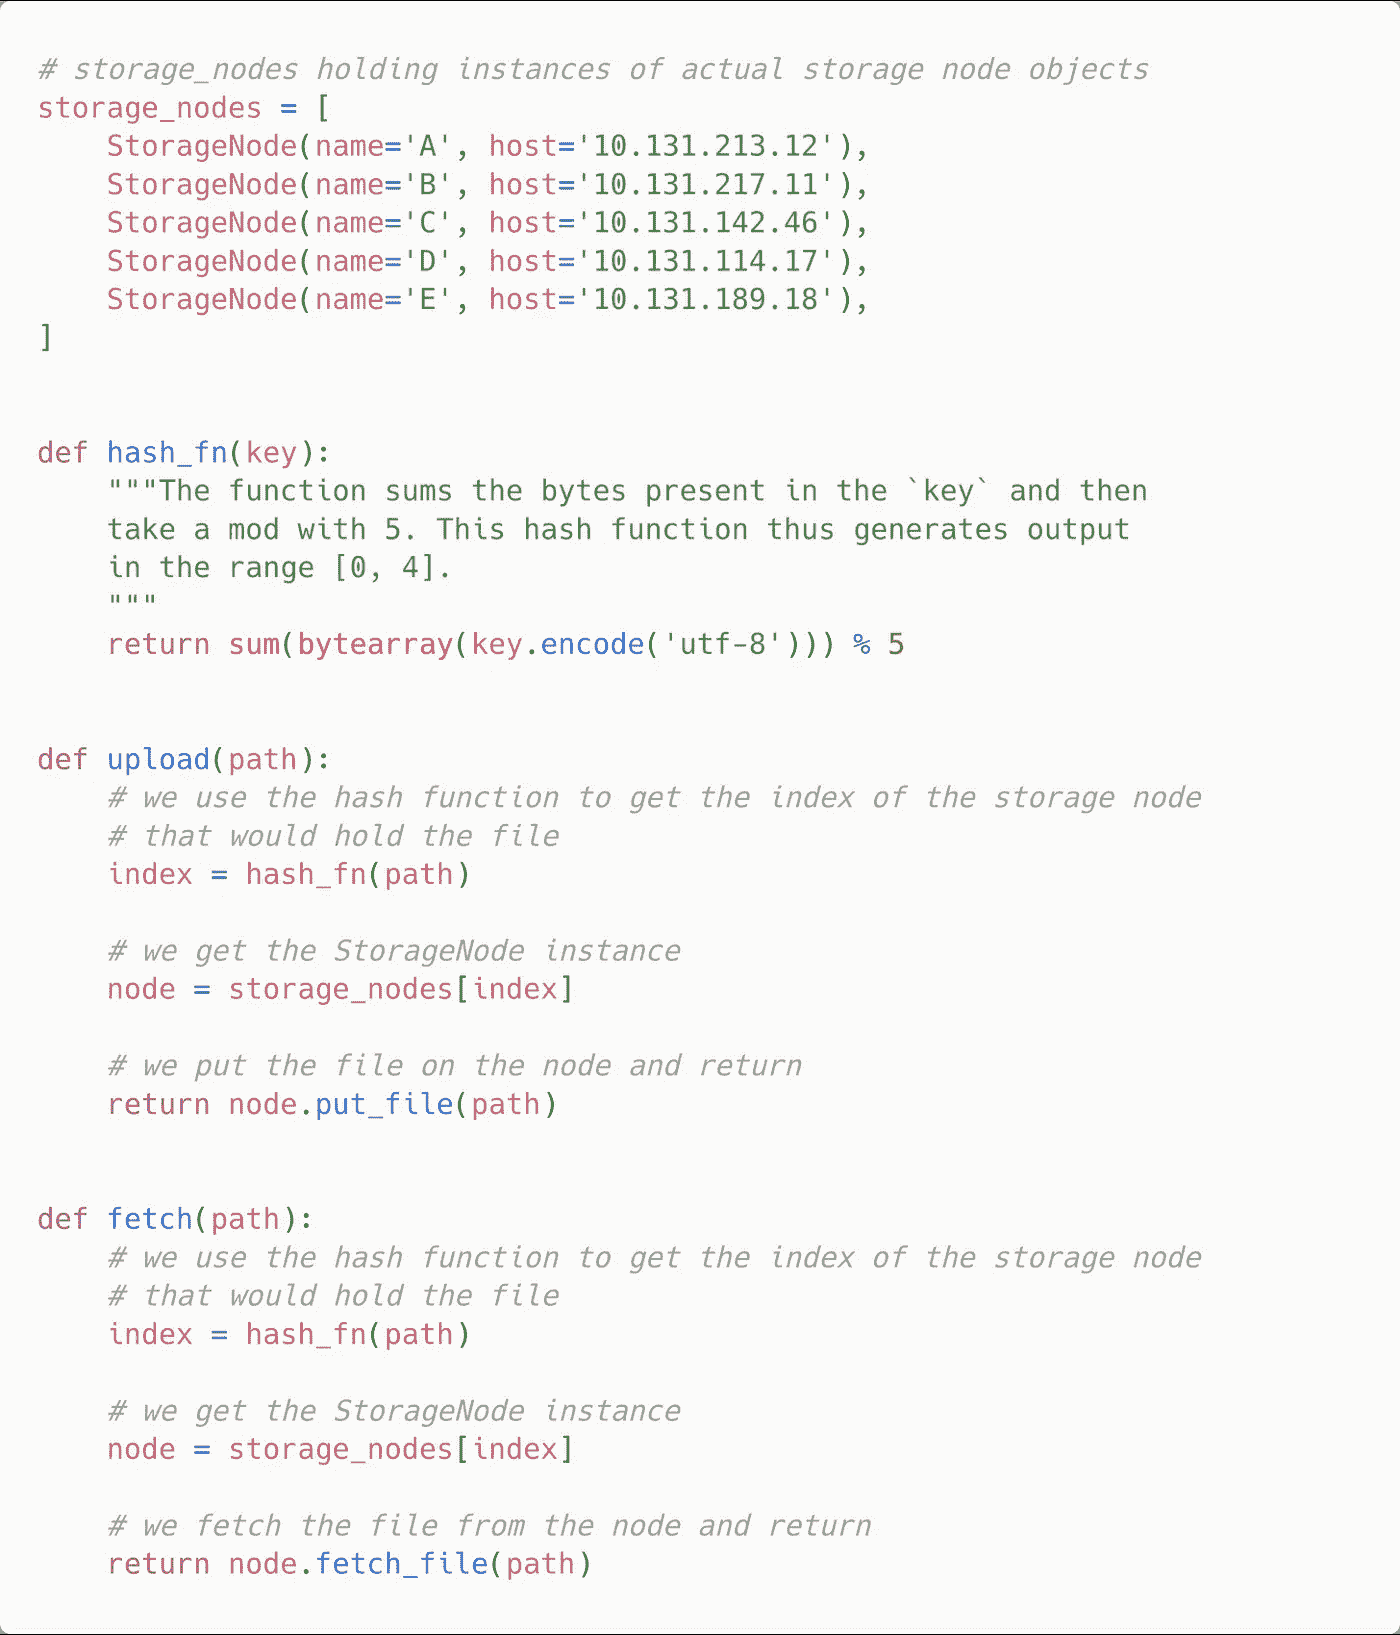 # storage_nodes holding instances of actual storage node objects
storage_nodes = [
    StorageNode(name='A', host='10.131.213.12'),
    StorageNode(name='B', host='10.131.217.11'),
    StorageNode(name='C', host='10.131.142.46'),
    StorageNode(name='D', host='10.131.114.17'),
    StorageNode(name='E', host='10.131.189.18'),
]
def hash_fn(key):
    """The function sums the bytes present in the `key` and then
    take a mod with 5. This hash function thus generates output
    in the range [0, 4].
    """
    return sum(bytearray(key.encode('utf-8'))) % 5
def upload(path):
    # we use the hash function to get the index of the storage node
    # that would hold the file
    index = hash_fn(path)
    # we get the StorageNode instance
    node = storage_nodes[index]
    # we put the file on the node and return
    return node.put_file(path)
def fetch(path):
    # we use the hash function to get the index of the storage node
    # that would hold the file
    index = hash_fn(path)
    # we get the StorageNode instance
    node = storage_nodes[index]
    # we fetch the file from the node and return
    return node.fetch_file(path)